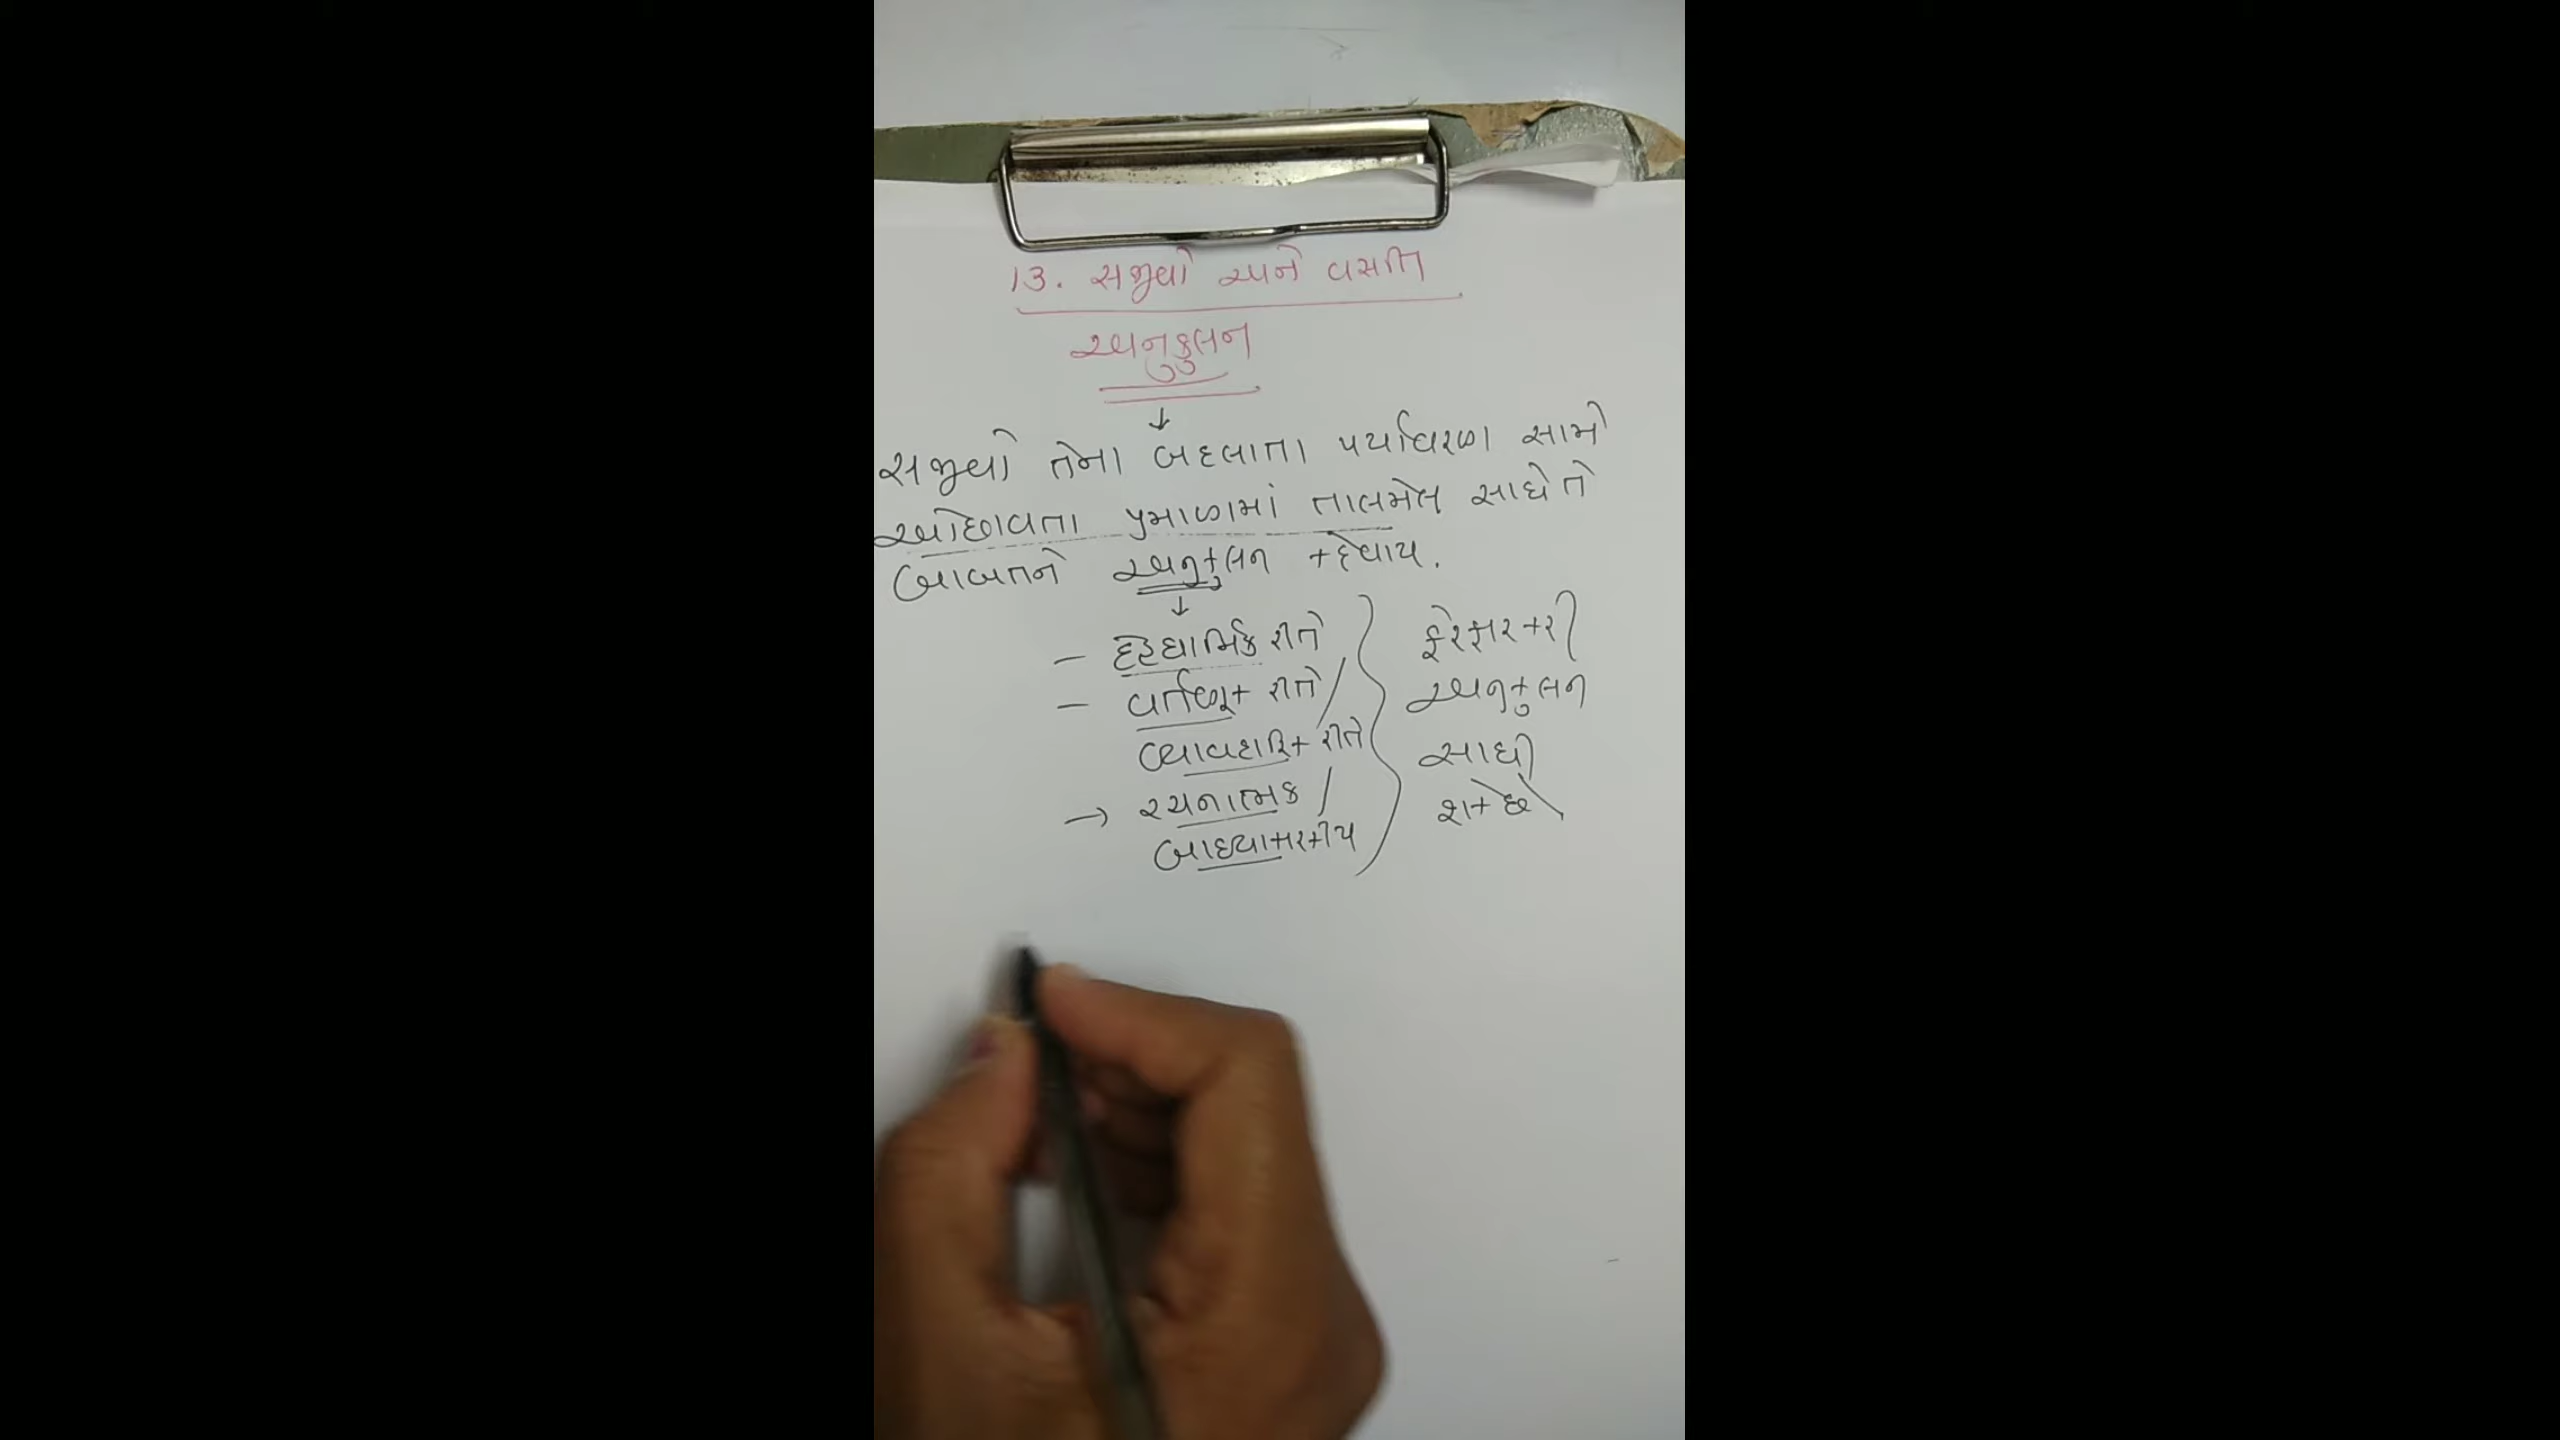 13. સજીવો અને વસતિ
અનુકુલન
↓
સજીવો તેના બદલાતા પર્યાવરણ સામે
ઓછાવતા પ્રમાણમાં તાલમેલ સાધે તે
બાબતને અનુકુલન કહેવાય.
↓
– દેહધાર્મિક રીતે
– વર્તણૂક રીતે /
વ્યાવહારિક રીતે
→ રચનાત્મક /
બાહ્યાકારકીય
ફેરફાર કરી
અનુકુલન
સાધી
શકે છે